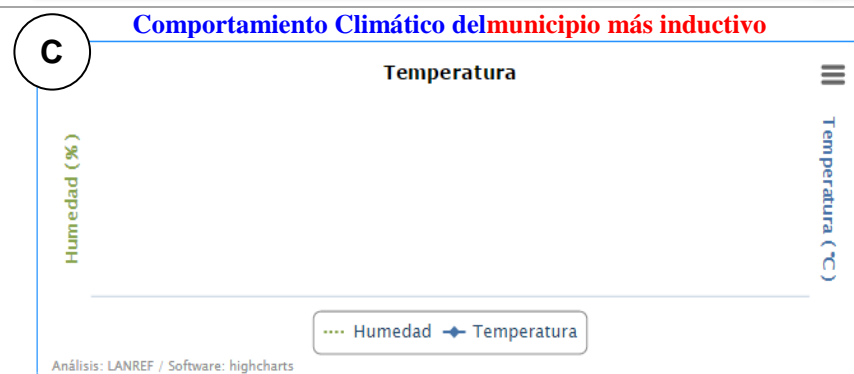 Comportamiento Climático delmunicipio más inductivo
C
Temperatura
Humedad (%)
Temperatura (°C)
Humedad Temperatura
Análisis: LANREF / Software: highcharts